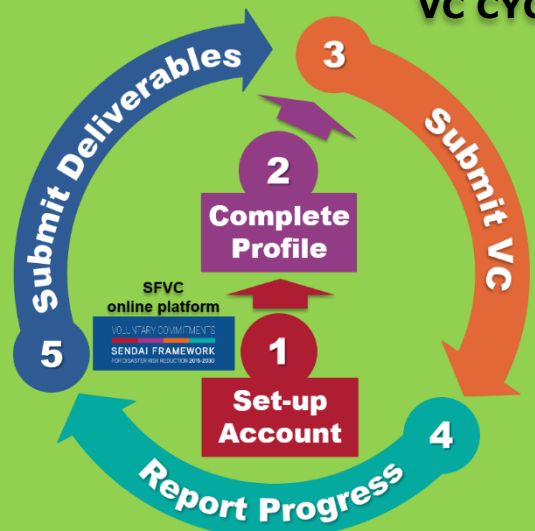 VC CYC
3
Submit VC
4
Report Progress
5
Submit Deliverables
2
Complete
Profile
SFVC
online platform
VOLUNTARY COMMITMENTS
SENDAI FRAMEWORK
FOR DISASTER RISK REDUCTION 2015-2030
1
Set-up
Account